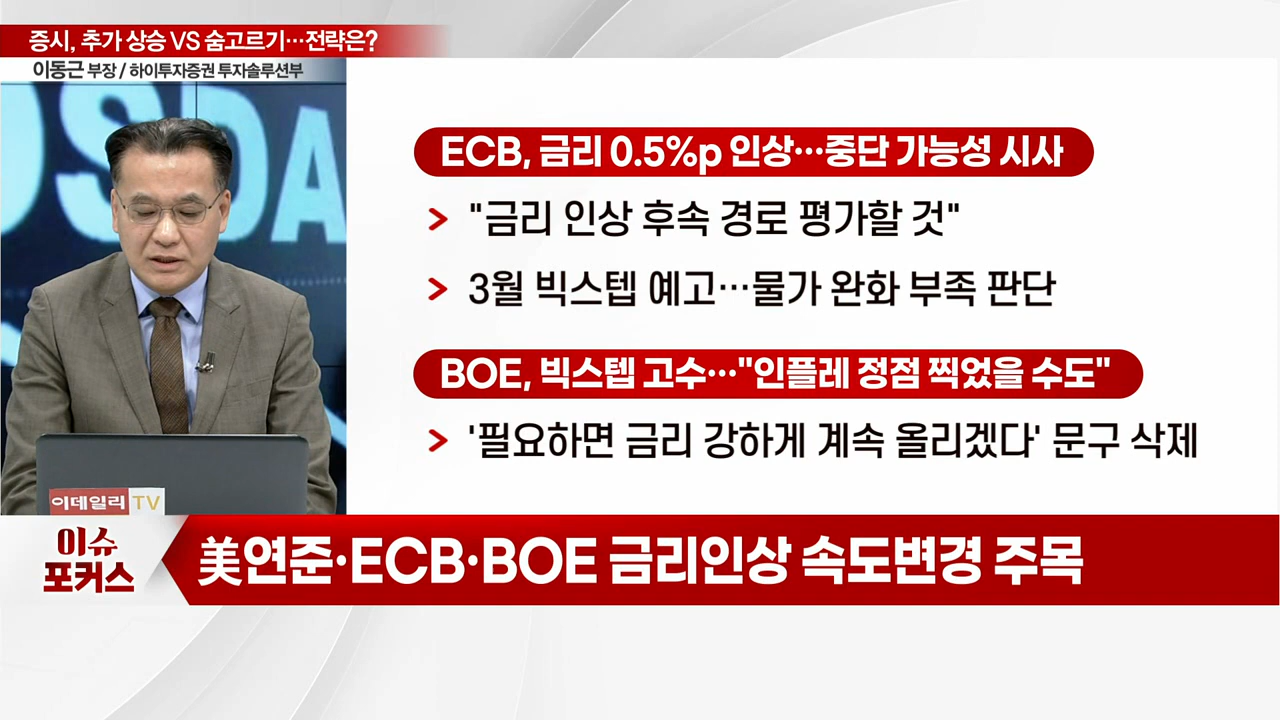 증시, 추가 상승 VS 숨고르기…전략은?
이동근 부장 / 하이투자증권 투자솔루션부
OSDA
ECB, 금리 0.5%p 인상…중단 가능성 시사
> "금리 인상 후속 경로 평가할 것"
> 3월 빅스텝 예고…물가 완화 부족 판단
BOE, 빅스텝 고수…"인플레 정점 찍었을 수도"
> '필요하면 금리 강하게 계속 올리겠다' 문구 삭제
이데일리 TV
이슈
포커스
美연준·ECB·BOE 금리인상 속도변경 주목